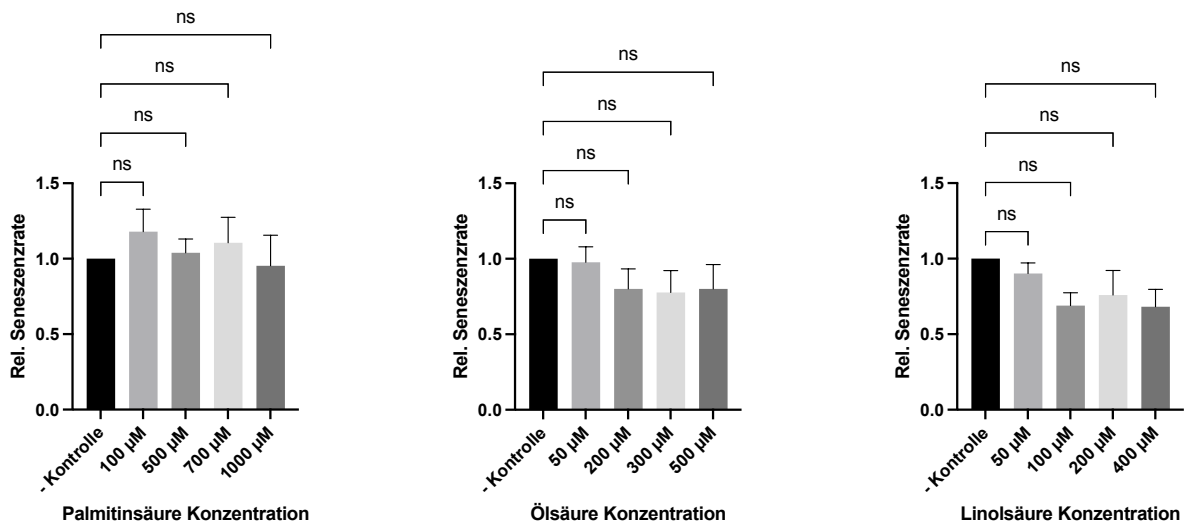 ns
ns
ns
ns
Rel. Seneszenzrate
1.5
1.0
0.5
0.0
- Kontrolle
100 µM
500 µM
700 µM
1000 µM
Palmitinsäure Konzentration
ns
ns
ns
ns
Rel. Seneszenzrate
1.5
1.0
0.5
0.0
- Kontrolle
50 µM
200 µM
300 µM
500 µM
Ölsäure Konzentration
ns
ns
ns
ns
Rel. Seneszenzrate
1.5
1.0
0.5
0.0
- Kontrolle
50 µM
100 µM
200 µM
400 µM
Linolsäure Konzentration